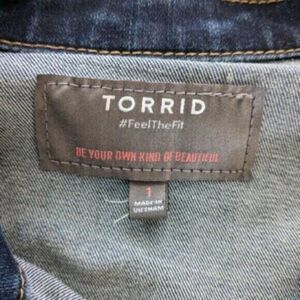 TORRID
#FeelTheFit
BE YOUR OWN KIND OF BEAUTIFUL
1
MADE IN
VIETNAM